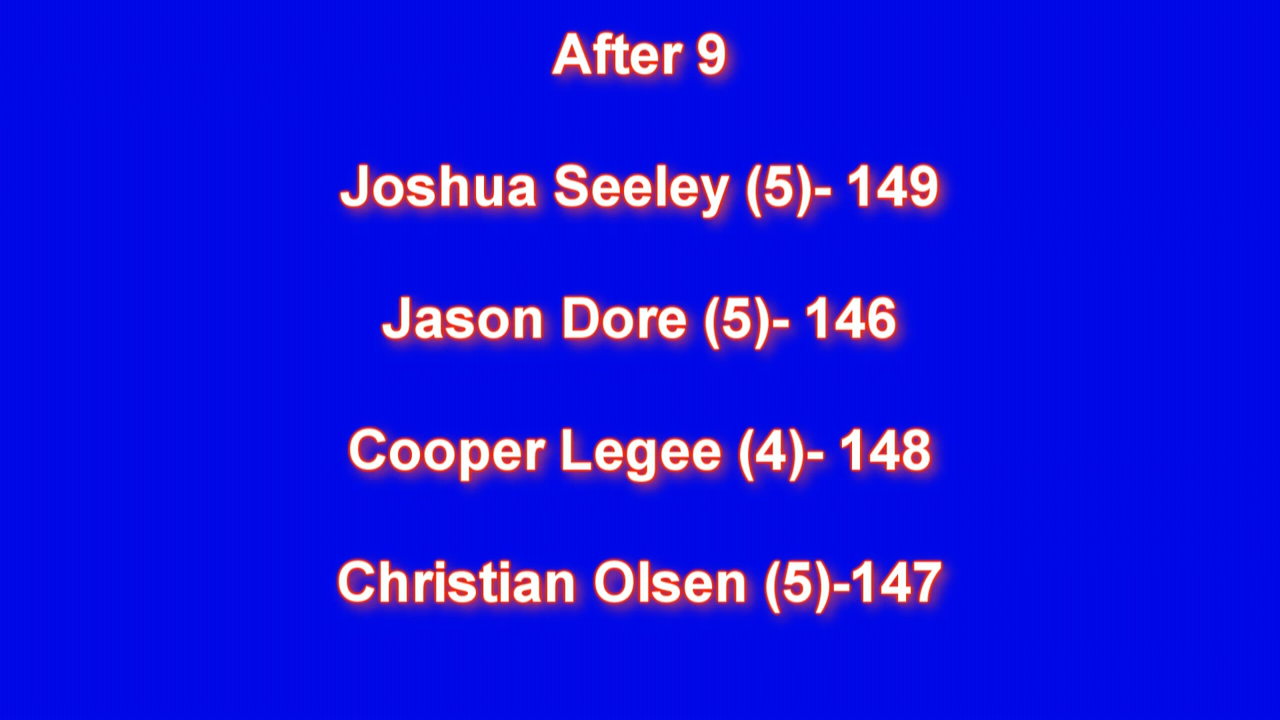 After 9
Joshua Seeley (5)- 149
Jason Dore (5)- 146
Cooper Legee (4)- 148
Christian Olsen (5)-147